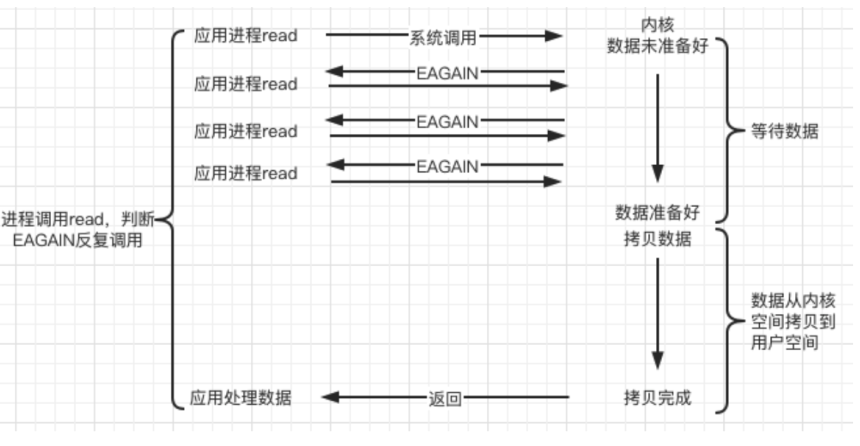 应用进程read
系统调用
内核
数据未准备好
EAGAIN
应用进程read
EAGAIN
应用进程read
等待数据
EAGAIN
应用进程read
进程调用read，判断
EAGAIN反复调用
数据准备好
拷贝数据
数据从内核
空间拷贝到
用户空间
应用处理数据
返回
拷贝完成